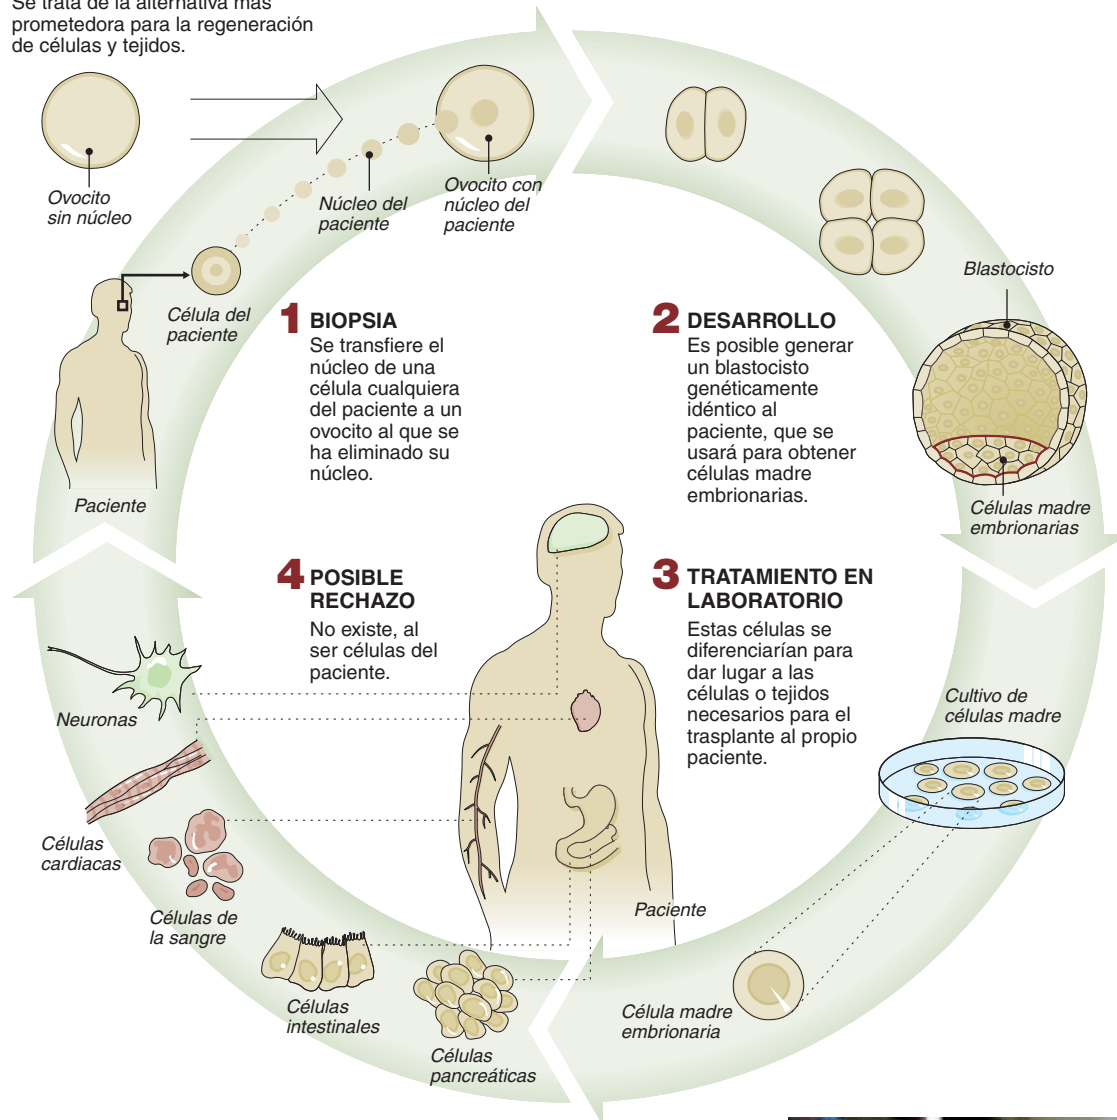 Se trata de la alternativa más
prometedora para la regeneración
de células y tejidos.
Ovocito
sin núcleo
Núcleo del
paciente
Ovocito con
núcleo del
paciente
Célula del
paciente
Paciente
1 BIOPSIA
Se transfiere el
núcleo de una
célula cualquiera
del paciente a un
ovocito al que se
ha eliminado su
núcleo.
2 DESARROLLO
Es posible generar
un blastocisto
genéticamente
idéntico al
paciente, que se
usará para obtener
células madre
embrionarias.
Blastocisto
Células madre
embrionarias
3 TRATAMIENTO EN
LABORATORIO
Estas células se
diferenciarían para
dar lugar a las
células o tejidos
necesarios para el
trasplante al propio
paciente.
Cultivo de
células madre
Célula madre
embrionaria
4 POSIBLE
RECHAZO
No existe, al
ser células del
paciente.
Paciente
Neuronas
Células
cardiacas
Células de
la sangre
Células
intestinales
Células
pancreáticas